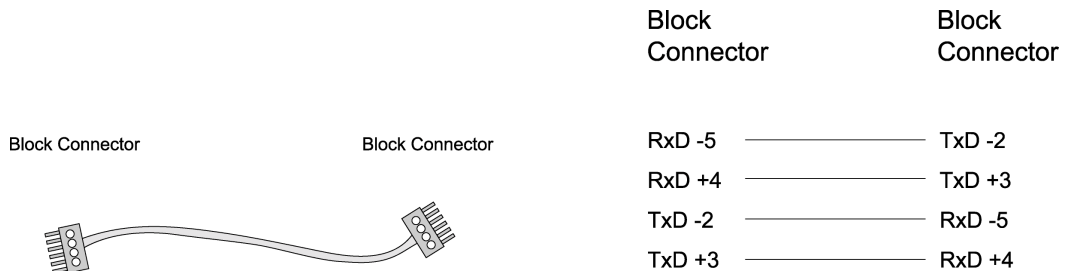 Block Connector
Block Connector
Block
Connector
Block
Connector
RxD -5 TxD -2
RxD +4 TxD +3
TxD -2 RxD -5
TxD +3 RxD +4